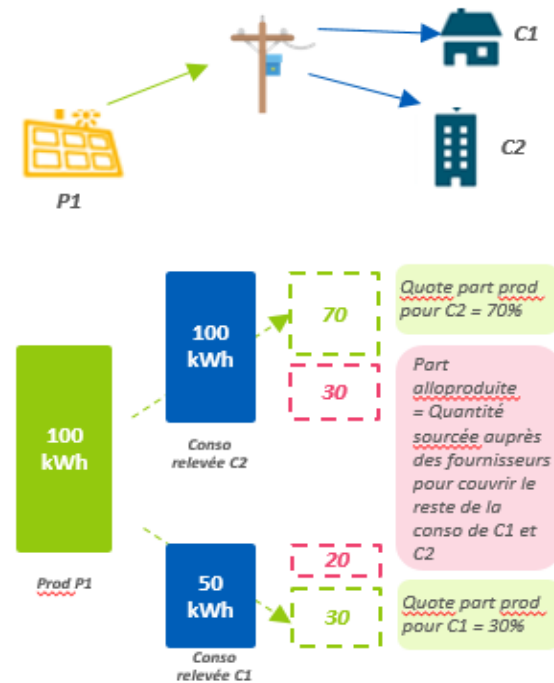 C1
C2
P1
100
kWh
Conso
relevée C2
70
30
Quote part prod
pour C2 = 70%
100
kWh
Prod P1
Part
alloproduite
= Quantité
sourcée auprès
des fournisseurs
pour couvrir le
reste de la
conso de C1 et
C2
50
kWh
Conso
relevée C1
20
30
Quote part prod
pour C1 = 30%